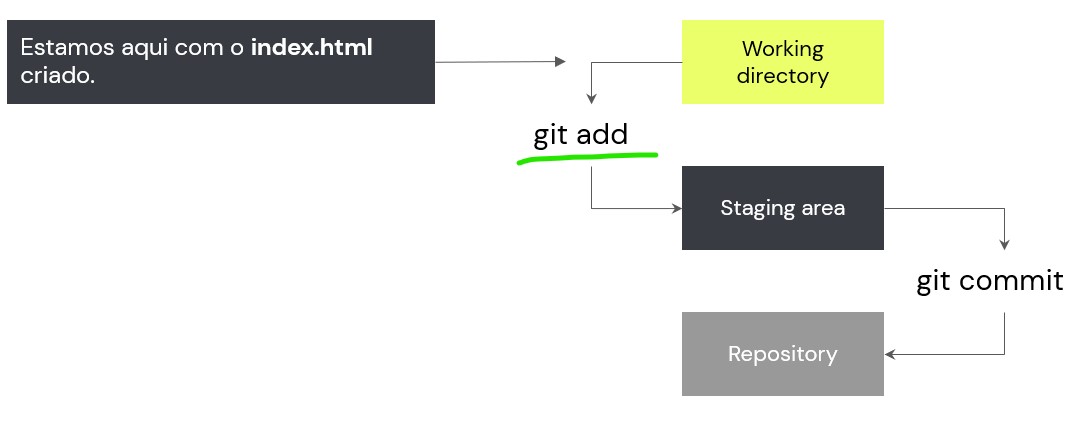 Estamos aqui com o index.html
criado.
Working
directory
git add
Staging area
git commit
Repository